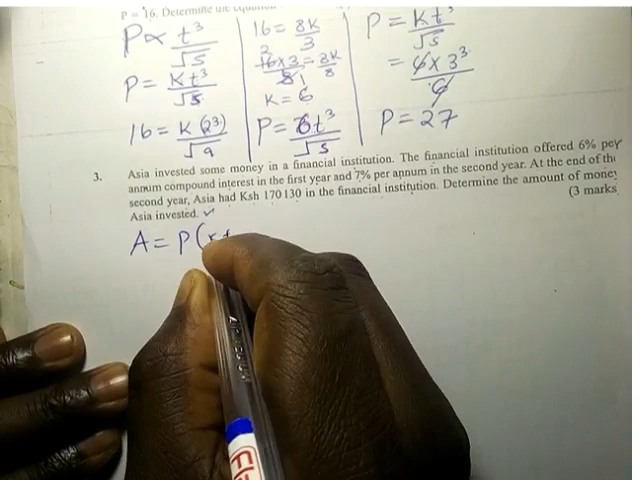 P = 16. Determine the equation
P ∝ t³/√s
P = Kt³/√s
16 = K(2³)/√9
16 = 8K/3
16×3/8 = 8K/8
K = 6
P = 6t³/√s
P = Kt³/√s
= 6 × 3³/6
P = 27
3. Asia invested some money in a financial institution. The financial institution offered 6% per
annum compound interest in the first year and 7% per annum in the second year. At the end of the
second year, Asia had Ksh 170 130 in the financial institution. Determine the amount of money
Asia invested. ✓
(3 marks
A = P(